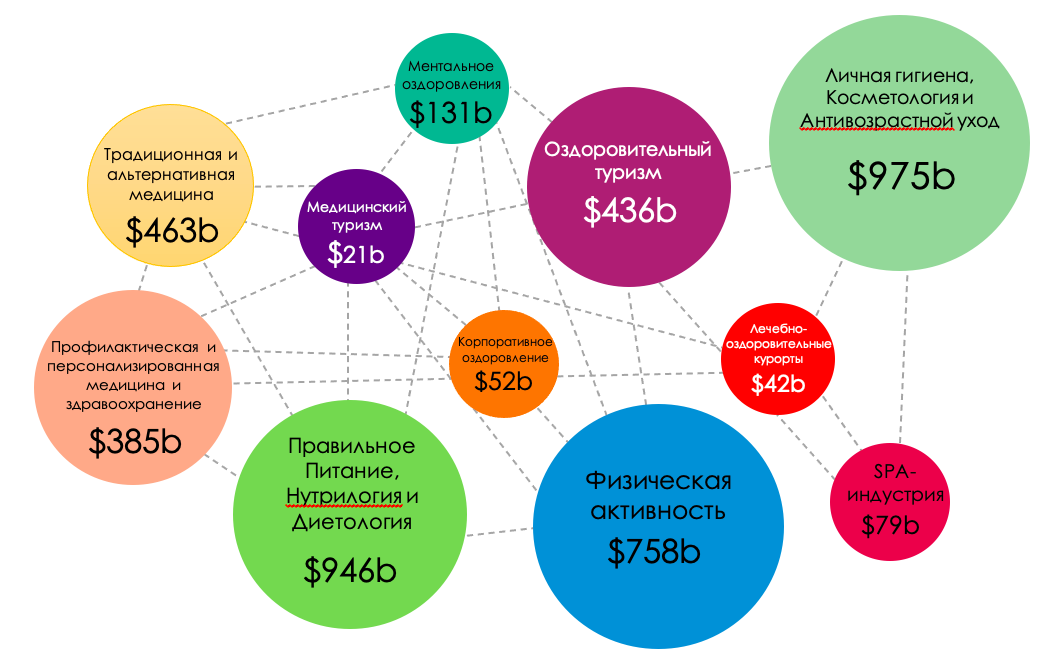 Ментальное
оздоровления
$131b
Личная гигиена,
Косметология и
Антивозрастной уход
$975b
Традиционная и
альтернативная
медицина
$463b
Оздоровительный
туризм
$436b
Медицинский
туризм
$21b
Профилактическая и
персонализированная
медицина и
здравоохранение
$385b
Корпоративное
оздоровление
$52b
Лечебно-
оздоровительные
курорты
$42b
Правильное
Питание,
Нутрилогия и
Диетология
$946b
Физическая
активность
$758b
SPA-
индустрия
$79b